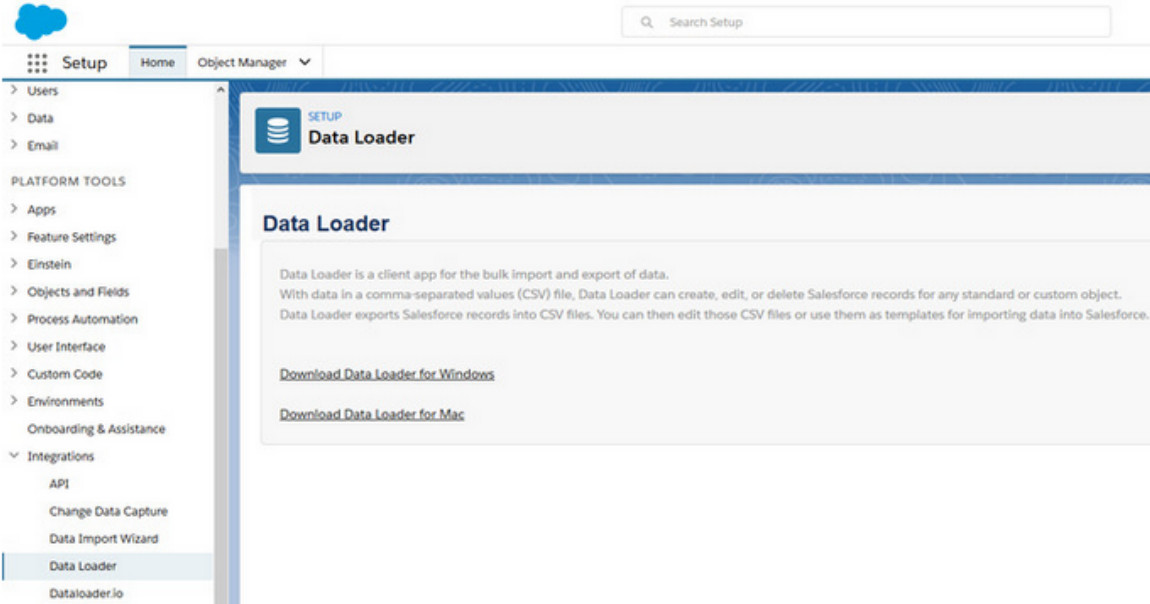 Search Setup
Setup
Home
Object Manager
Users
Data
Email
PLATFORM TOOLS
Apps
Feature Settings
Einstein
Objects and Fields
Process Automation
User Interface
Custom Code
Environments
Onboarding & Assistance
Integrations
API
Change Data Capture
Data Import Wizard
Data Loader
Dataloader.io
SETUP
Data Loader
Data Loader
Data Loader is a client app for the bulk import and export of data.
With data in a comma-separated values (CSV) file, Data Loader can create, edit, or delete Salesforce records for any standard or custom object.
Data Loader exports Salesforce records into CSV files. You can then edit those CSV files or use them as templates for importing data into Salesforce.
Download Data Loader for Windows
Download Data Loader for Mac